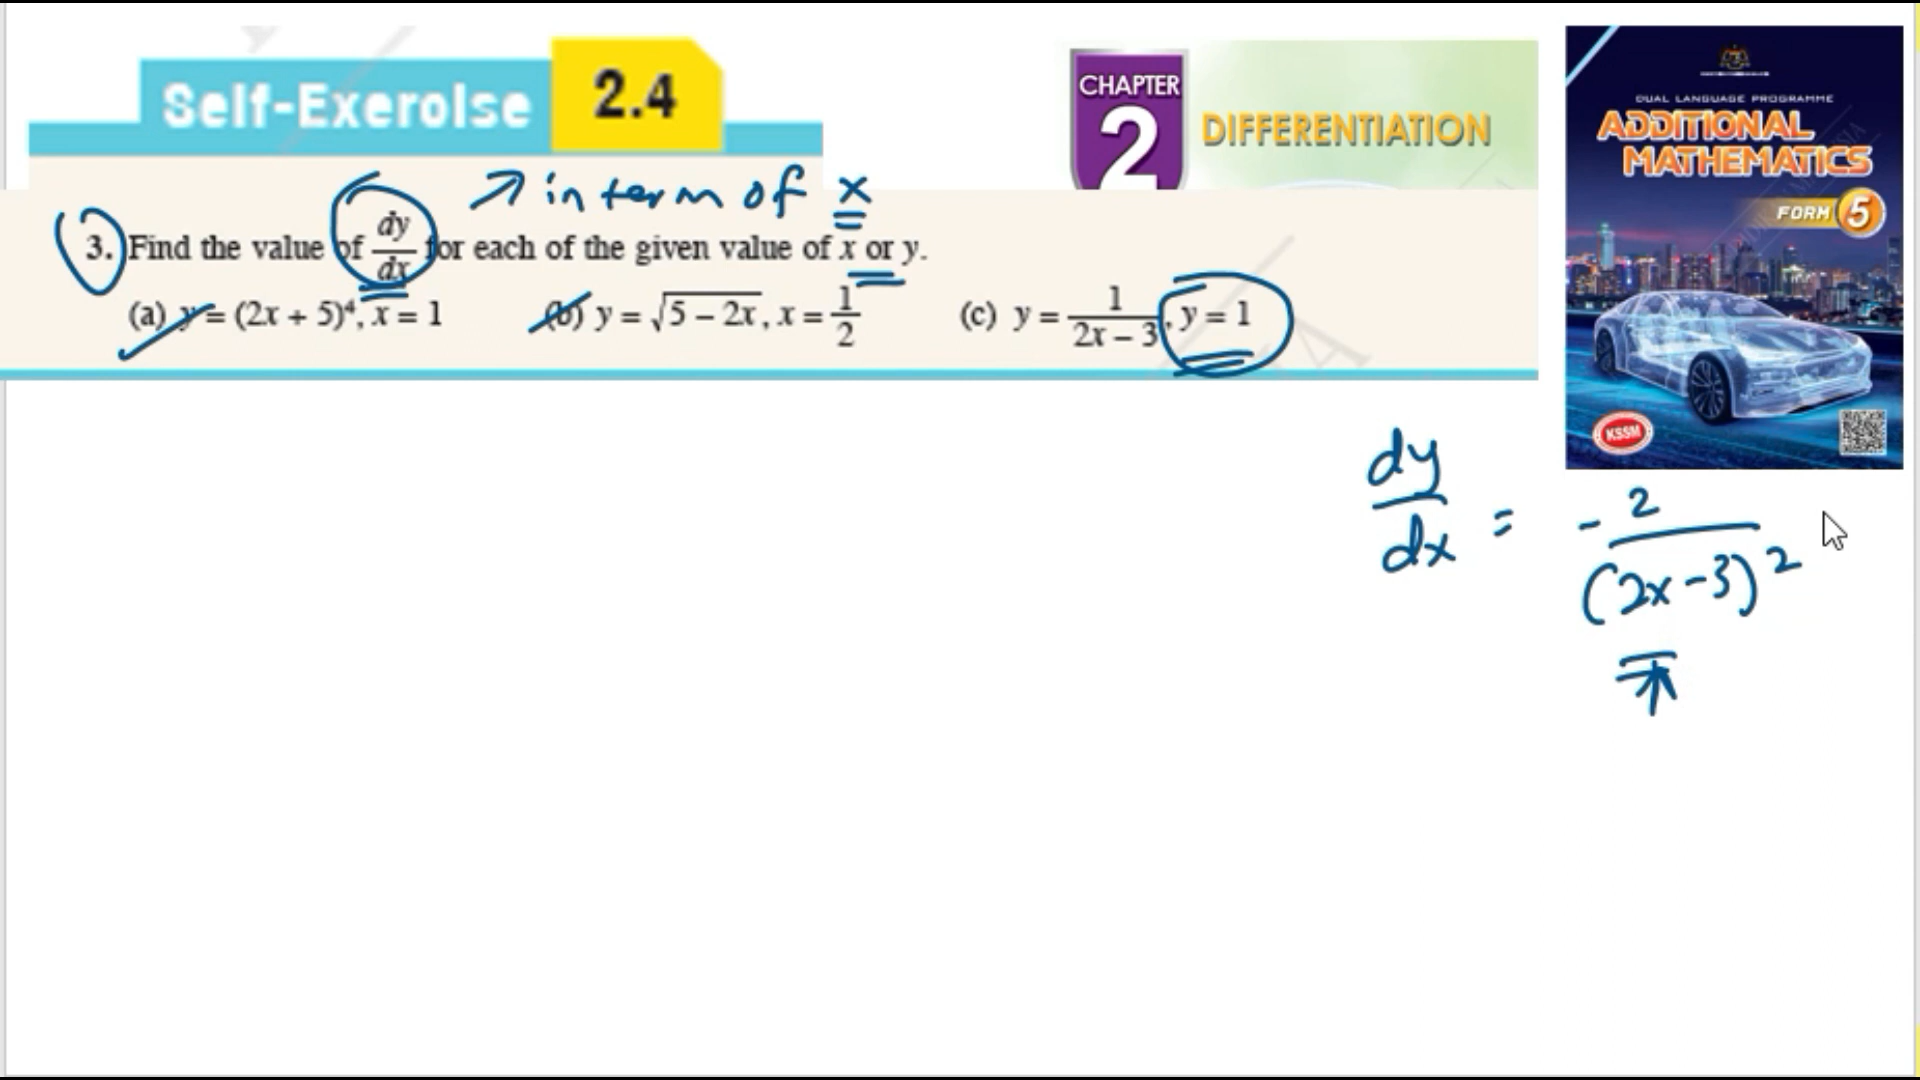 Self-Exercise 2.4
CHAPTER 2 DIFFERENTIATION
DUAL LANGUAGE PROGRAMME
ADDITIONAL
MATHEMATICS
FORM 5
KSSM
→ in term of x
3. Find the value of dy/dx for each of the given value of x or y.
(a) y = (2x + 5)⁴, x = 1 (b) y = √(5 – 2x), x = 1/2 (c) y = 1/(2x – 3), y = 1
dy/dx = -2/(2x-3)²